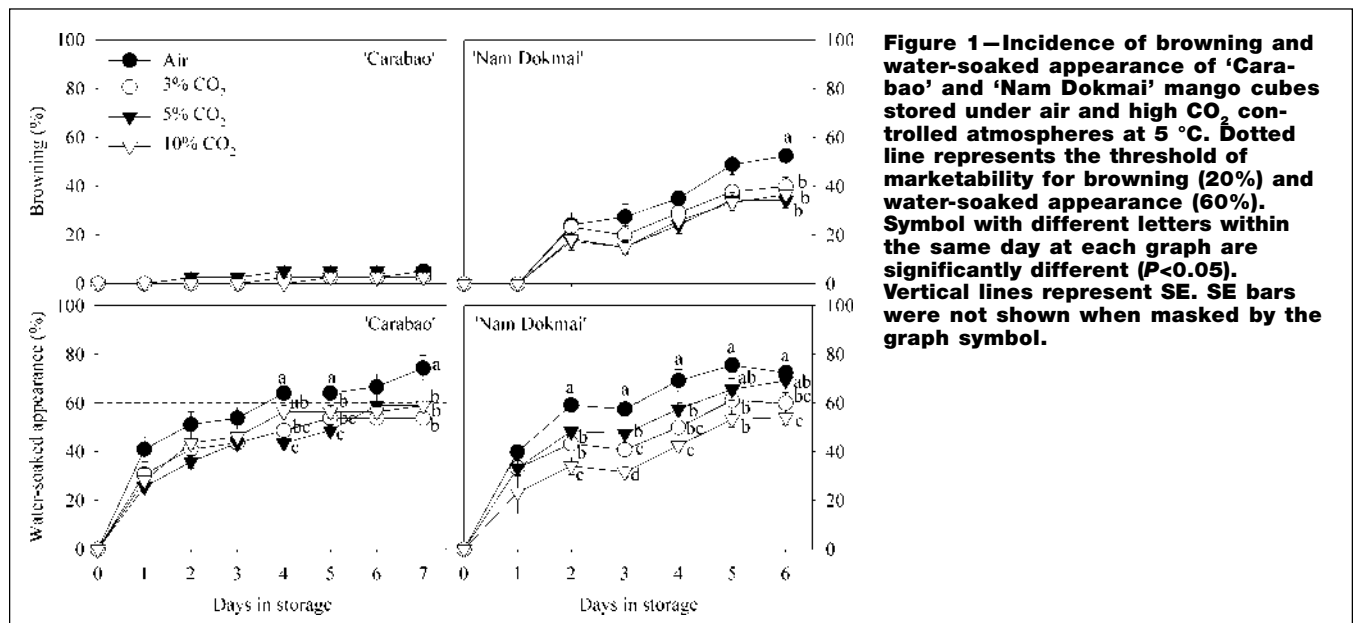 100
80
60
40
20
0
Browning (%)
Air
3% CO₂
5% CO₂
10% CO₂
'Carabao'
'Nam Dokmai'
a
b
b
b
100
80
60
40
20
0
100
80
60
40
20
0
Water-soaked appearance (%)
'Carabao'
a
ab
bc
c
a
b
bc
c
a
b
b
b
0 1 2 3 4 5 6 7
Days in storage
'Nam Dokmai'
a
b
b
c
a
b
c
d
a
b
bc
c
a
ab
b
b
a
ab
bc
c
100
80
60
40
20
0
0 1 2 3 4 5 6
Days in storage
Figure 1—Incidence of browning and
water-soaked appearance of ‘Cara-
bao’ and ‘Nam Dokmai’ mango cubes
stored under air and high CO₂ con-
trolled atmospheres at 5 °C. Dotted
line represents the threshold of
marketability for browning (20%) and
water-soaked appearance (60%).
Symbol with different letters within
the same day at each graph are
significantly different (P<0.05).
Vertical lines represent SE. SE bars
were not shown when masked by the
graph symbol.